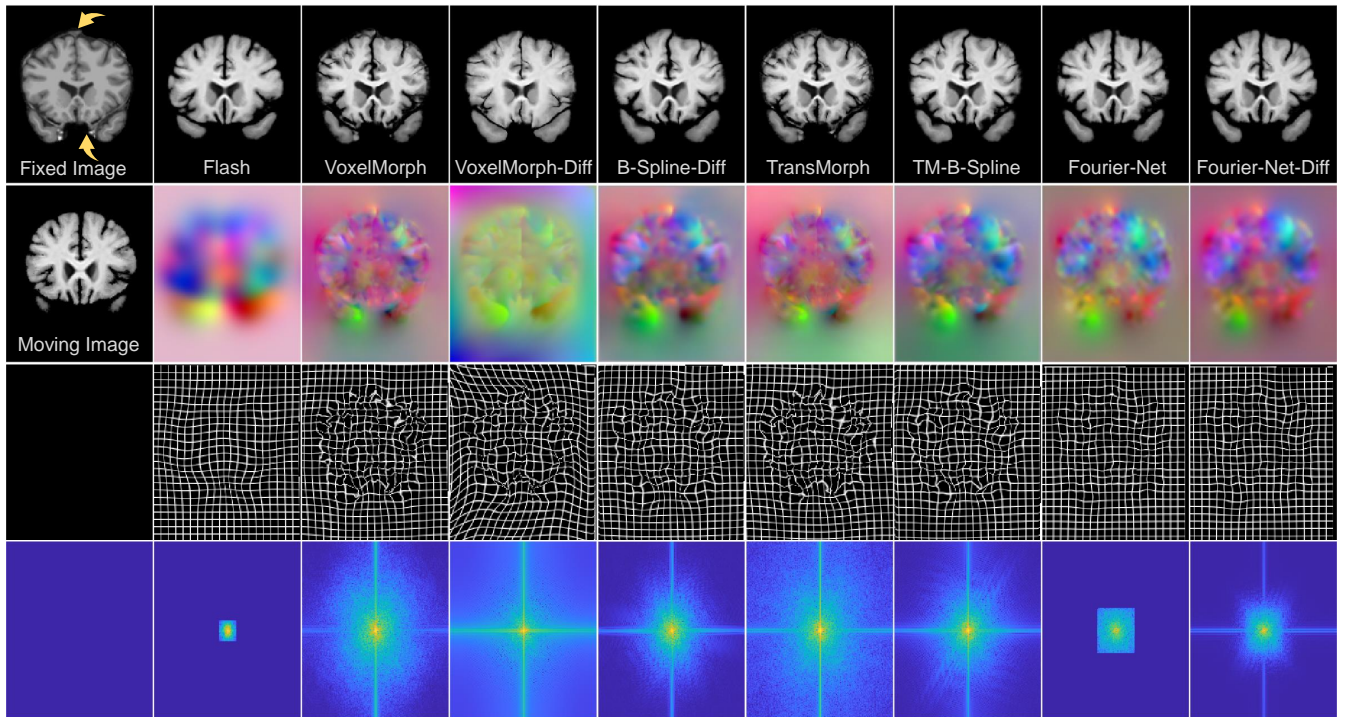 Fixed Image
Flash
VoxelMorph
VoxelMorph-Diff
B-Spline-Diff
TransMorph
TM-B-Spline
Fourier-Net
Fourier-Net-Diff
Moving Image